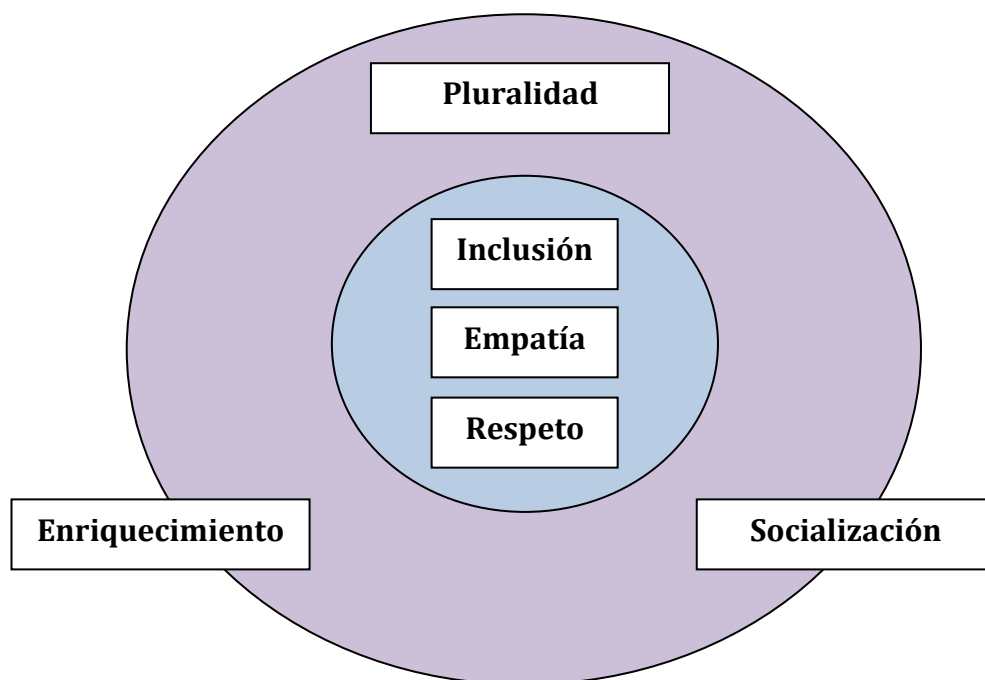 Pluralidad
Inclusión
Empatía
Respeto
Enriquecimiento
Socialización